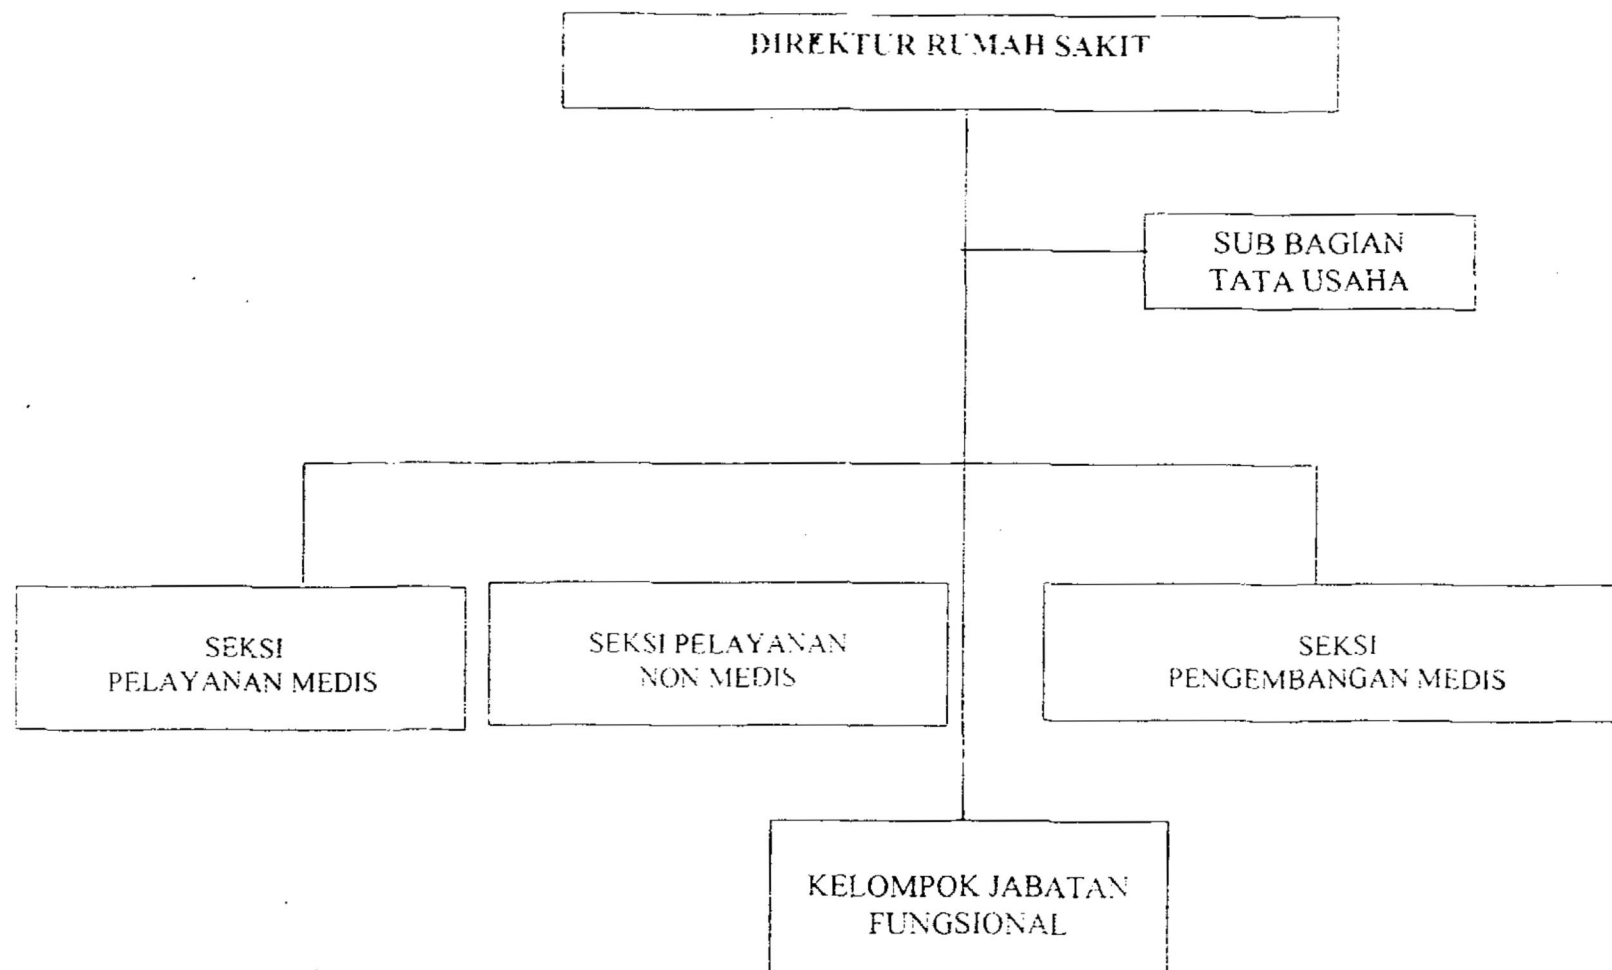 DIREKTUR RUMAH SAKIT
SUB BAGIAN
TATA USAHA
SEKSI
PELAYANAN MEDIS
SEKSI PELAYANAN
NON MEDIS
SEKSI
PENGEMBANGAN MEDIS
KELOMPOK JABATAN
FUNGSIONAL